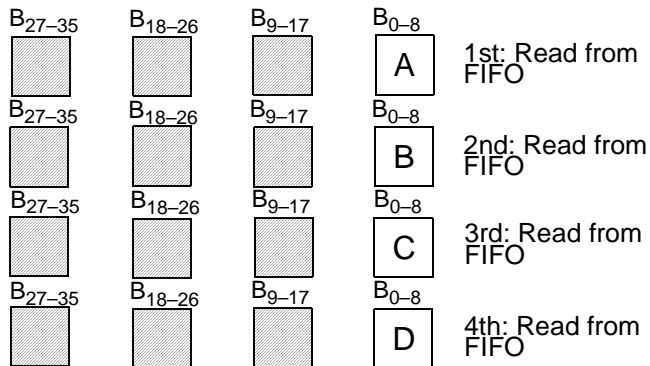 B27–35 B18–26 B9–17 B0–8
A 1st: Read from
FIFO
B27–35 B18–26 B9–17 B0–8
B 2nd: Read from
FIFO
B27–35 B18–26 B9–17 B0–8
C 3rd: Read from
FIFO
B27–35 B18–26 B9–17 B0–8
D 4th: Read from
FIFO